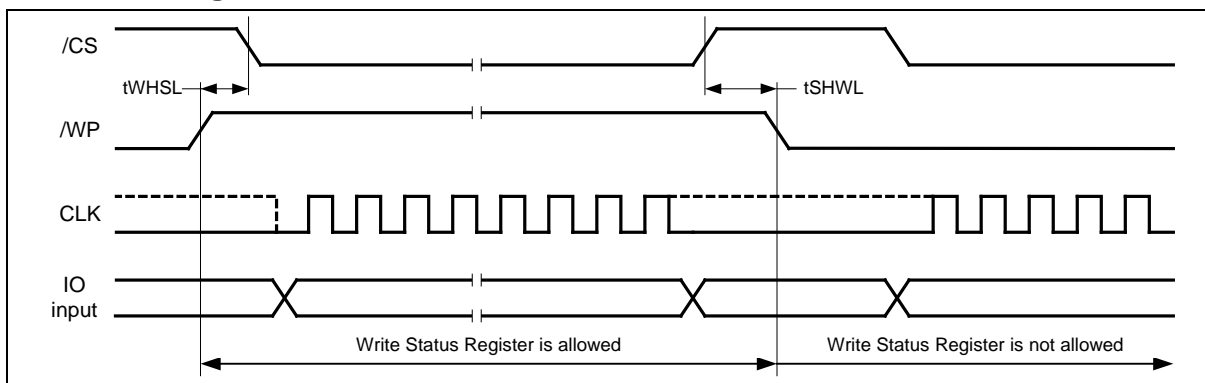 /CS
tWHSL
tSHWL
/WP
CLK
IO
input
Write Status Register is allowed
Write Status Register is not allowed